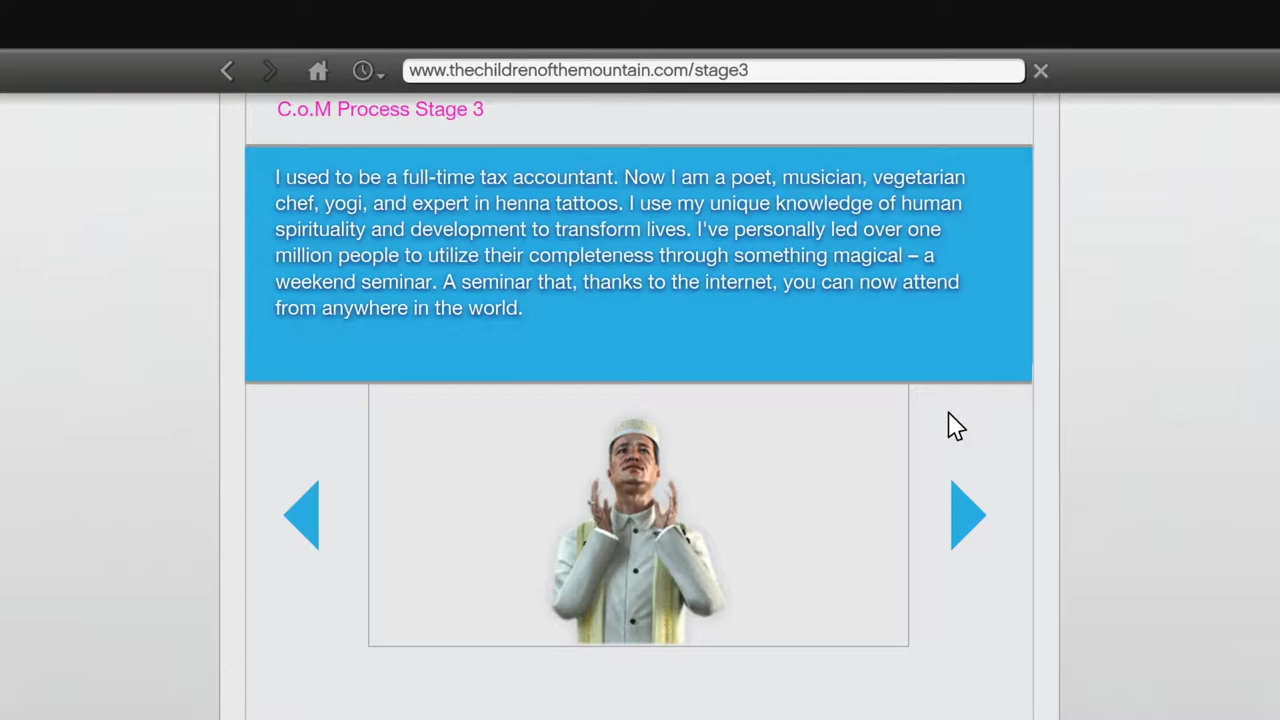 www.thechildrenofthemountain.com/stage3
C.o.M Process Stage 3
I used to be a full-time tax accountant. Now I am a poet, musician, vegetarian
chef, yogi, and expert in henna tattoos. I use my unique knowledge of human
spirituality and development to transform lives. I've personally led over one
million people to utilize their completeness through something magical – a
weekend seminar. A seminar that, thanks to the internet, you can now attend
from anywhere in the world.